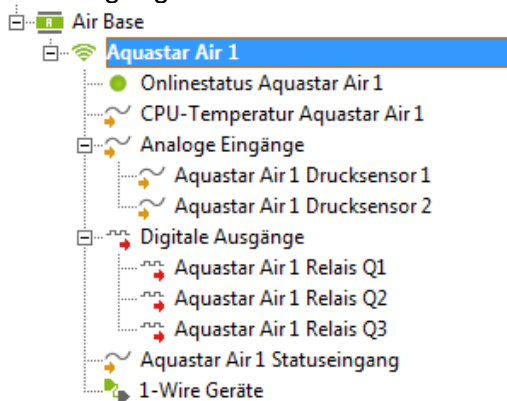 Air Base
Aquastar Air 1
Onlinestatus Aquastar Air 1
CPU-Temperatur Aquastar Air 1
Analoge Eingänge
Aquastar Air 1 Drucksensor 1
Aquastar Air 1 Drucksensor 2
Digitale Ausgänge
Aquastar Air 1 Relais Q1
Aquastar Air 1 Relais Q2
Aquastar Air 1 Relais Q3
Aquastar Air 1 Statuseingang
1-Wire Geräte